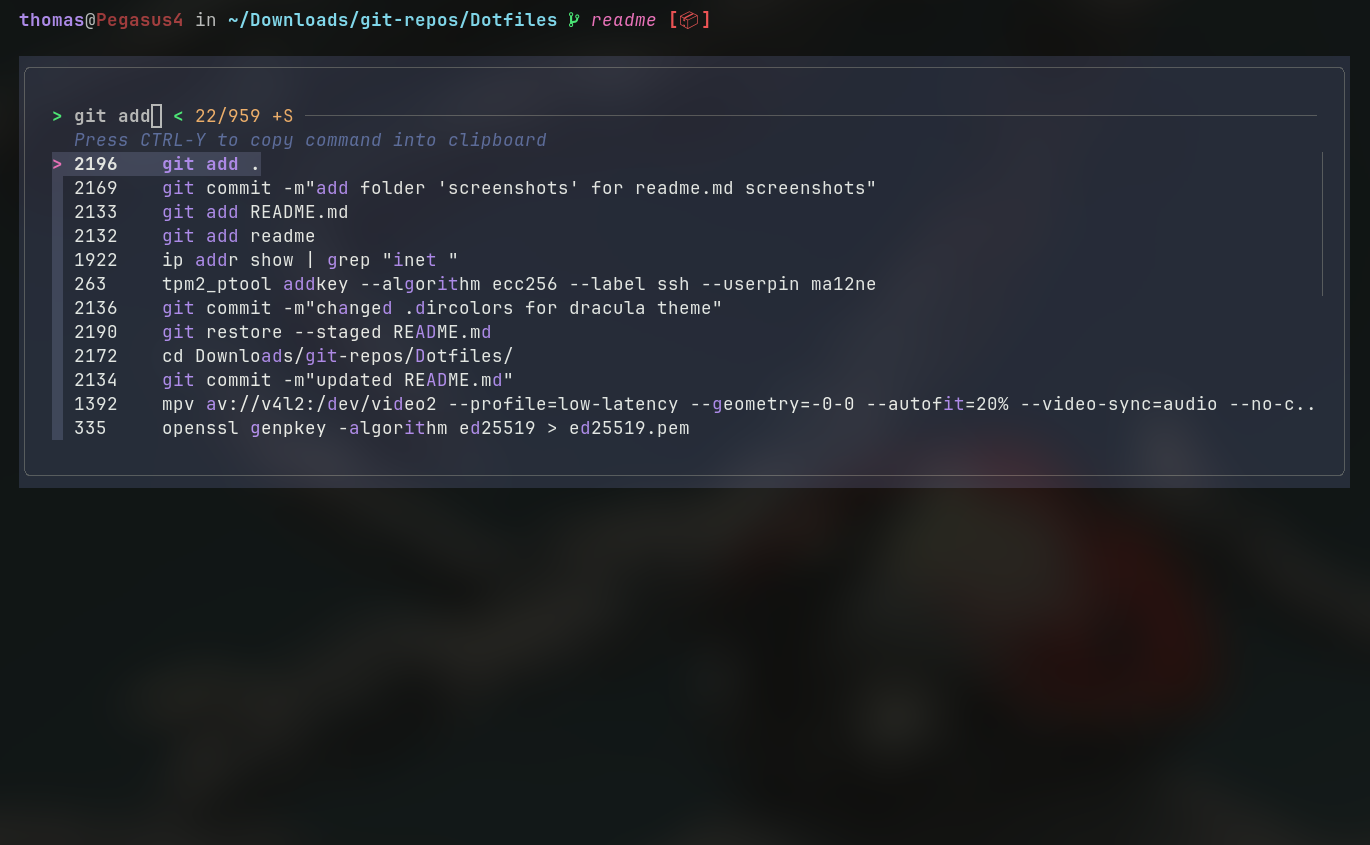 thomas@Pegasus4 in ~/Downloads/git-repos/Dotfiles readme [📦]
> git add < 22/959 +S
Press CTRL-Y to copy command into clipboard
> 2196 git add .
2169 git commit -m"add folder 'screenshots' for readme.md screenshots"
2133 git add README.md
2132 git add readme
1922 ip addr show | grep "inet "
263 tpm2_ptool addkey --algorithm ecc256 --label ssh --userpin ma12ne
2136 git commit -m"changed .dircolors for dracula theme"
2190 git restore --staged README.md
2172 cd Downloads/git-repos/Dotfiles/
2134 git commit -m"updated README.md"
1392 mpv av://v4l2:/dev/video2 --profile=low-latency --geometry=-0-0 --autofit=20% --video-sync=audio --no-c..
335 openssl genpkey -algorithm ed25519 > ed25519.pem